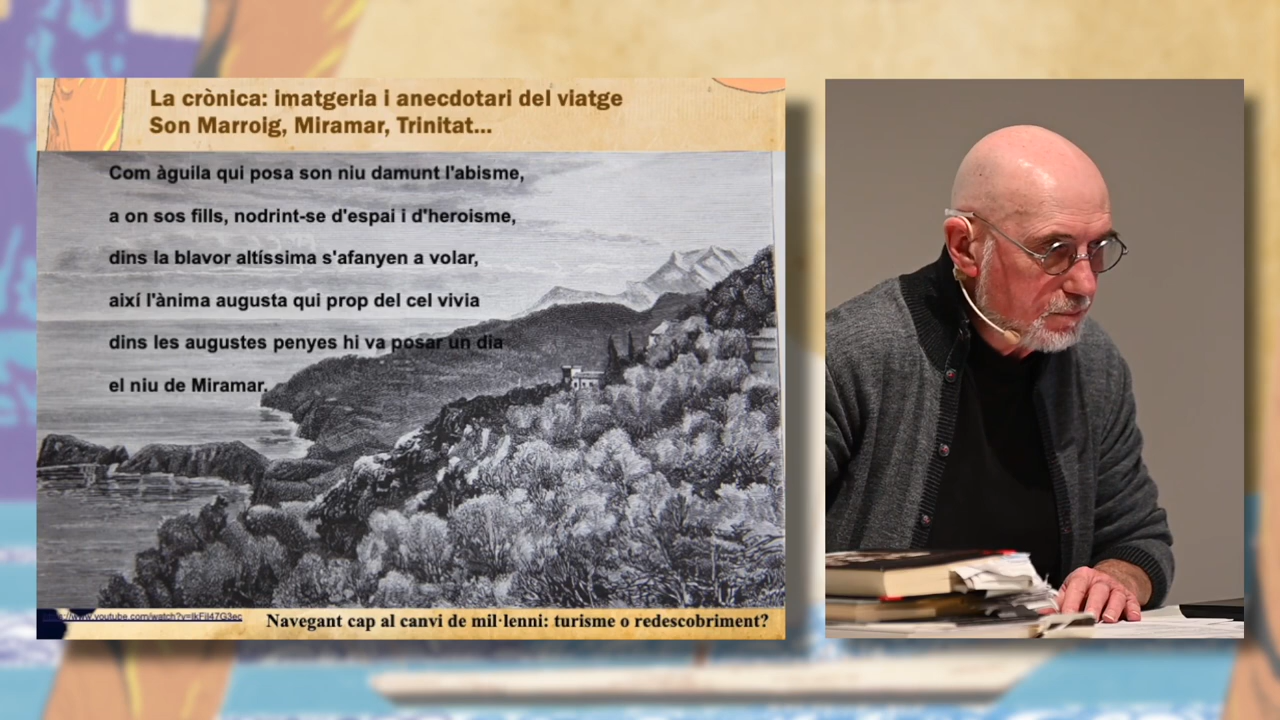 La crònica: imatgeria i anecdotari del viatge
Son Marroig, Miramar, Trinitat...
Com àguila qui posa son niu damunt l'abisme,
a on sos fills, nodrint-se d'espai i d'heroisme,
dins la blavor altíssima s'afanyen a volar,
així l'ànima augusta qui prop del cel vivia
dins les augustes penyes hi va posar un dia
el niu de Miramar.
Navegant cap al canvi de mil·lenni: turisme o redescobriment?